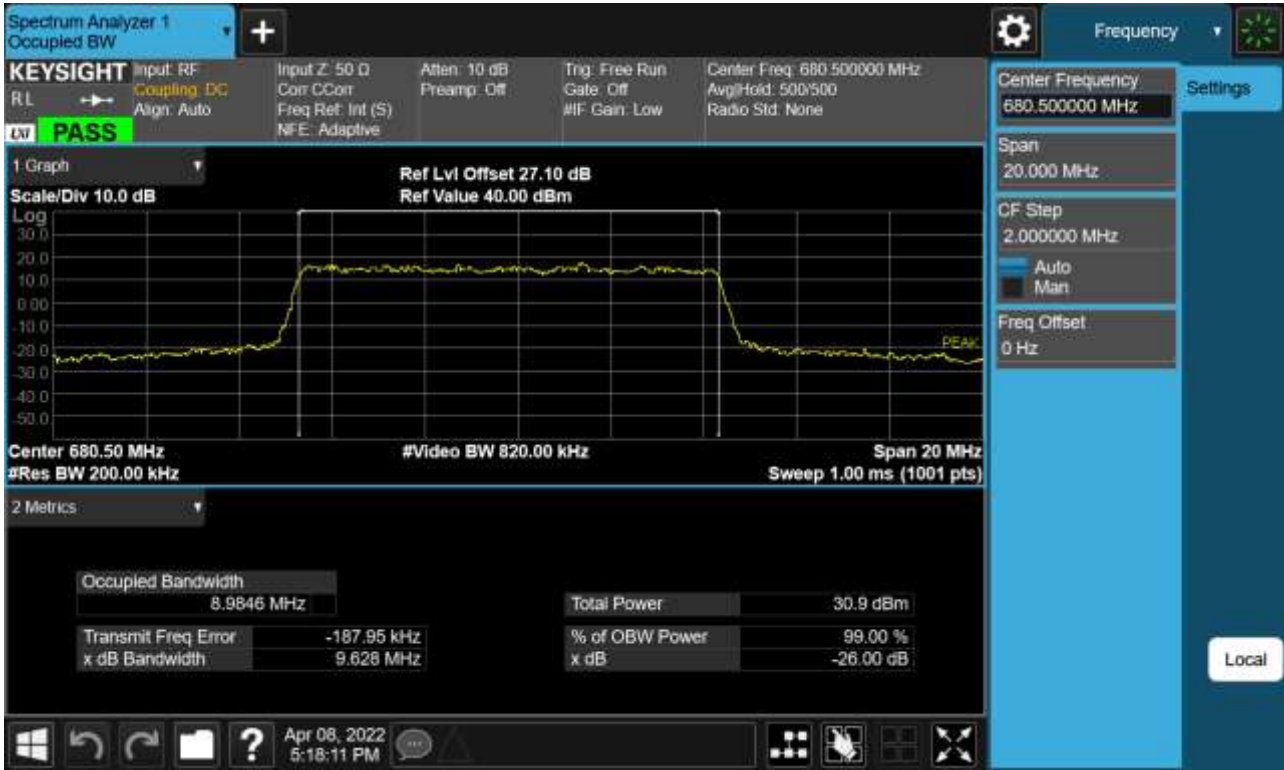 Spectrum Analyzer 1
Occupied BW
+
Frequency
KEYSIGHT
RL
LXI
PASS
Input: RF
Coupling: DC
Align: Auto
Input Z: 50 Ω
Corr CCorr
Freq Ref: Int (S)
NFE: Adaptive
Atten: 10 dB
Preamp: Off
Trig: Free Run
Gate: Off
#IF Gain: Low
Center Freq: 680.500000 MHz
Avg|Hold: 500/500
Radio Std: None
Center Frequency
680.500000 MHz
Settings
Span
20.000 MHz
CF Step
2.000000 MHz
Auto
Man
Freq Offset
0 Hz
Local
1 Graph
Scale/Div 10.0 dB
Ref Lvl Offset 27.10 dB
Ref Value 40.00 dBm
Log
30.0
20.0
10.0
0.00
-10.0
-20.0
-30.0
-40.0
-50.0
PEAK
Center 680.50 MHz
#Video BW 820.00 kHz
Span 20 MHz
#Res BW 200.00 kHz
Sweep 1.00 ms (1001 pts)
2 Metrics
Occupied Bandwidth
8.9846 MHz
Total Power 30.9 dBm
Transmit Freq Error -187.95 kHz
% of OBW Power 99.00 %
x dB Bandwidth 9.628 MHz
x dB -26.00 dB
?
Apr 08, 2022
5:18:11 PM